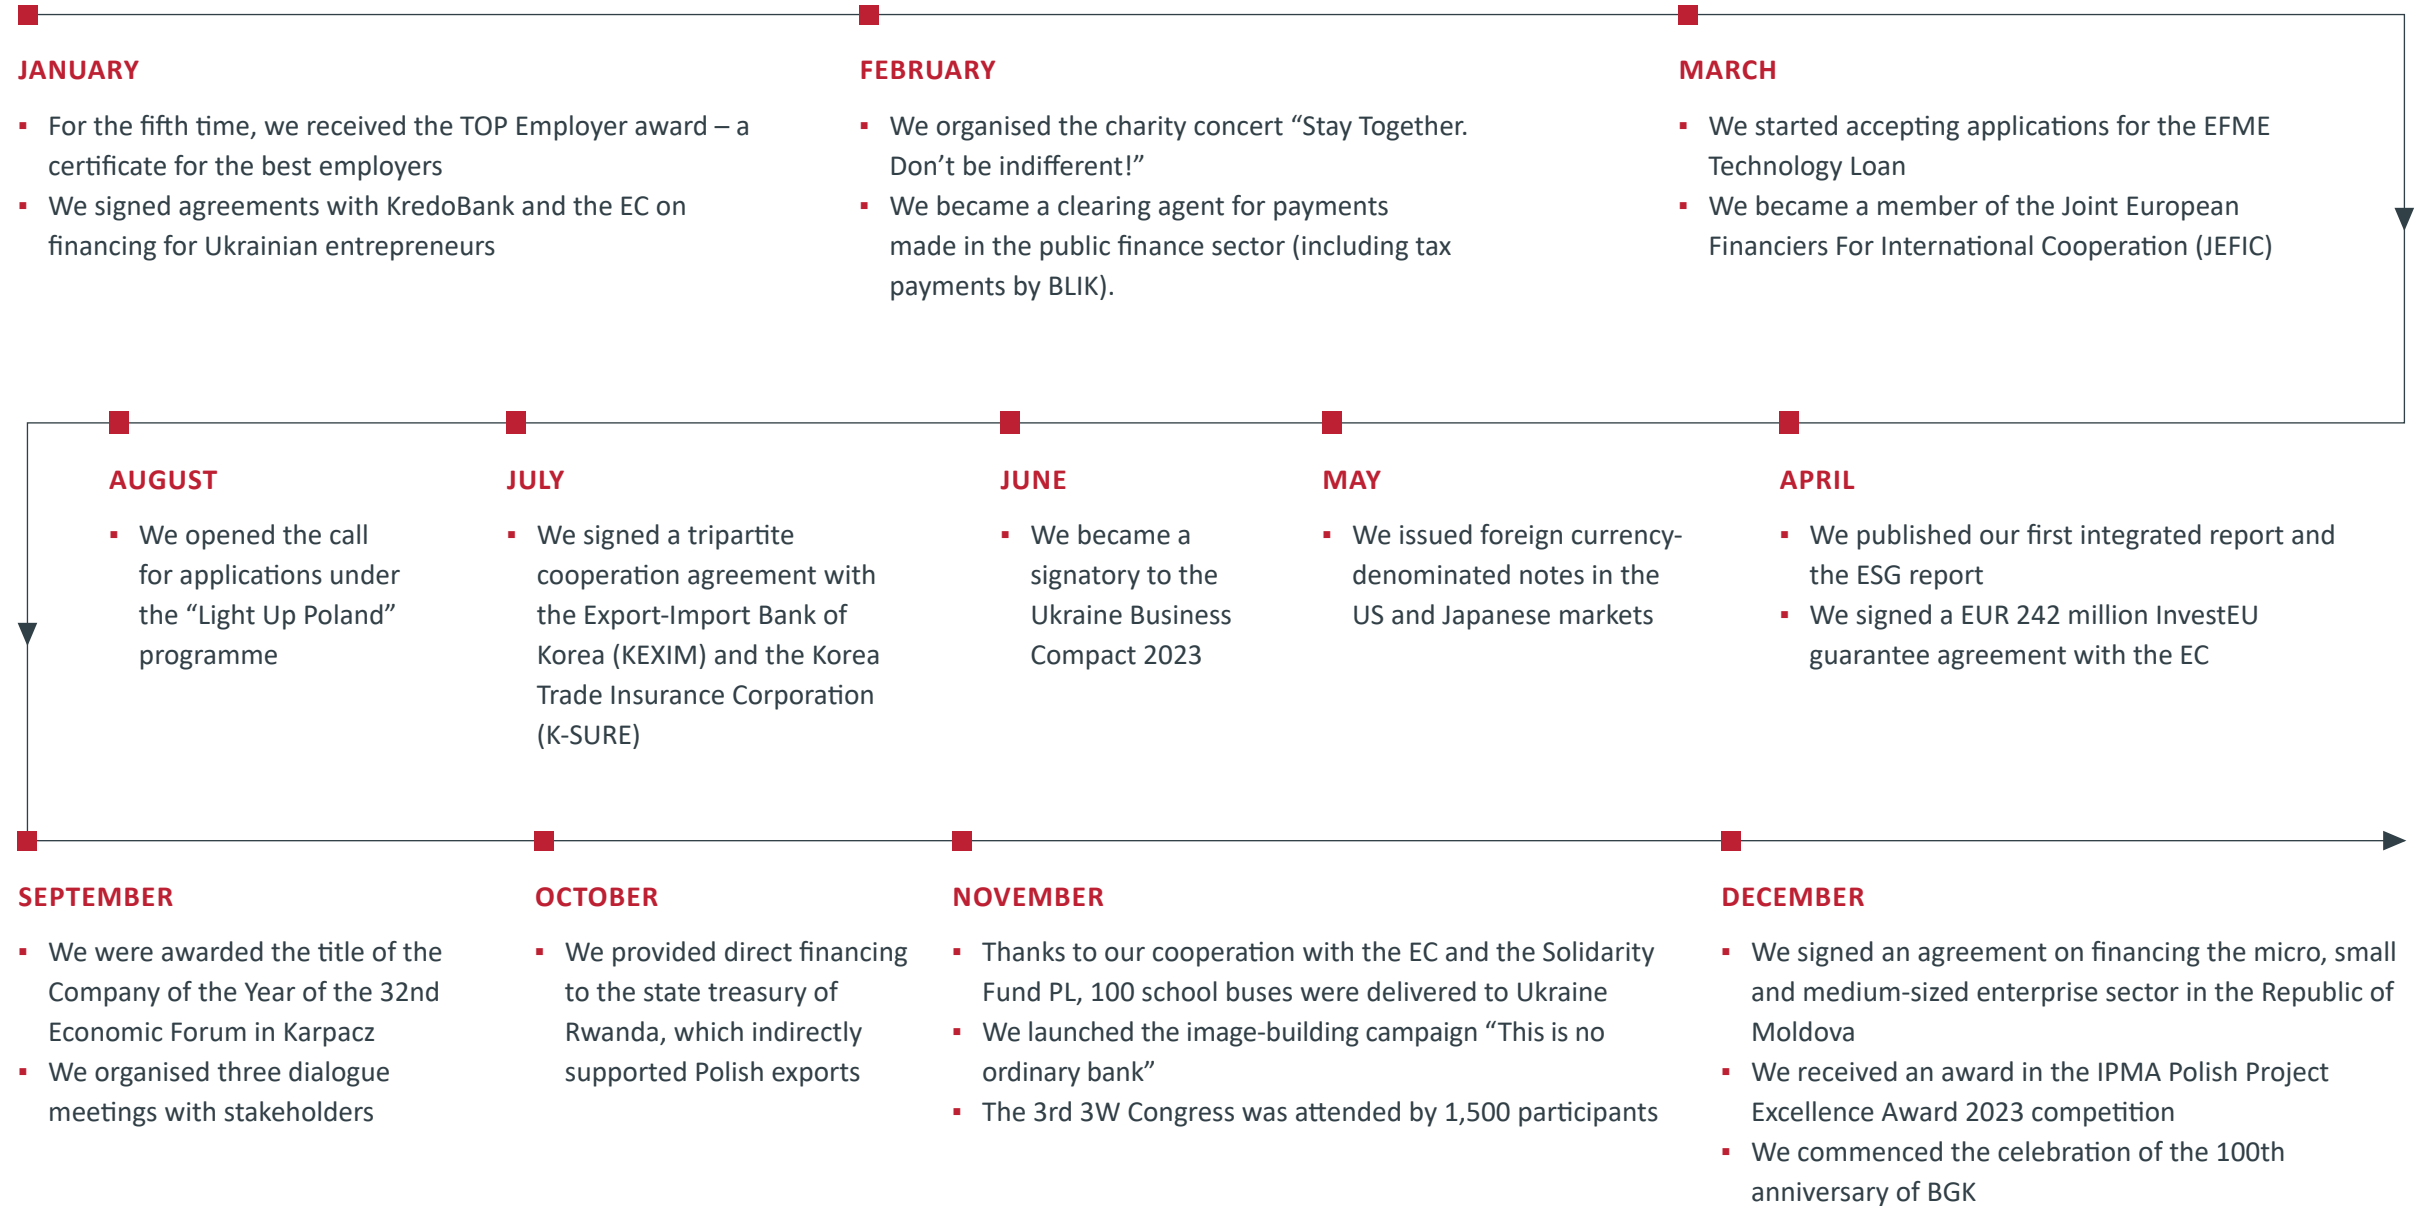 JANUARY
▪ For the fifth time, we received the TOP Employer award – a
certificate for the best employers
▪ We signed agreements with KredoBank and the EC on
financing for Ukrainian entrepreneurs
FEBRUARY
▪ We organised the charity concert “Stay Together.
Don’t be indifferent!”
▪ We became a clearing agent for payments
made in the public finance sector (including tax
payments by BLIK).
MARCH
▪ We started accepting applications for the EFME
Technology Loan
▪ We became a member of the Joint European
Financiers For International Cooperation (JEFIC)
APRIL
▪ We published our first integrated report and
the ESG report
▪ We signed a EUR 242 million InvestEU
guarantee agreement with the EC
MAY
▪ We issued foreign currency-
denominated notes in the
US and Japanese markets
JUNE
▪ We became a
signatory to the
Ukraine Business
Compact 2023
JULY
▪ We signed a tripartite
cooperation agreement with
the Export-Import Bank of
Korea (KEXIM) and the Korea
Trade Insurance Corporation
(K-SURE)
AUGUST
▪ We opened the call
for applications under
the “Light Up Poland”
programme
SEPTEMBER
▪ We were awarded the title of the
Company of the Year of the 32nd
Economic Forum in Karpacz
▪ We organised three dialogue
meetings with stakeholders
OCTOBER
▪ We provided direct financing
to the state treasury of
Rwanda, which indirectly
supported Polish exports
NOVEMBER
▪ Thanks to our cooperation with the EC and the Solidarity
Fund PL, 100 school buses were delivered to Ukraine
▪ We launched the image-building campaign “This is no
ordinary bank”
▪ The 3rd 3W Congress was attended by 1,500 participants
DECEMBER
▪ We signed an agreement on financing the micro, small
and medium-sized enterprise sector in the Republic of
Moldova
▪ We received an award in the IPMA Polish Project
Excellence Award 2023 competition
▪ We commenced the celebration of the 100th
anniversary of BGK